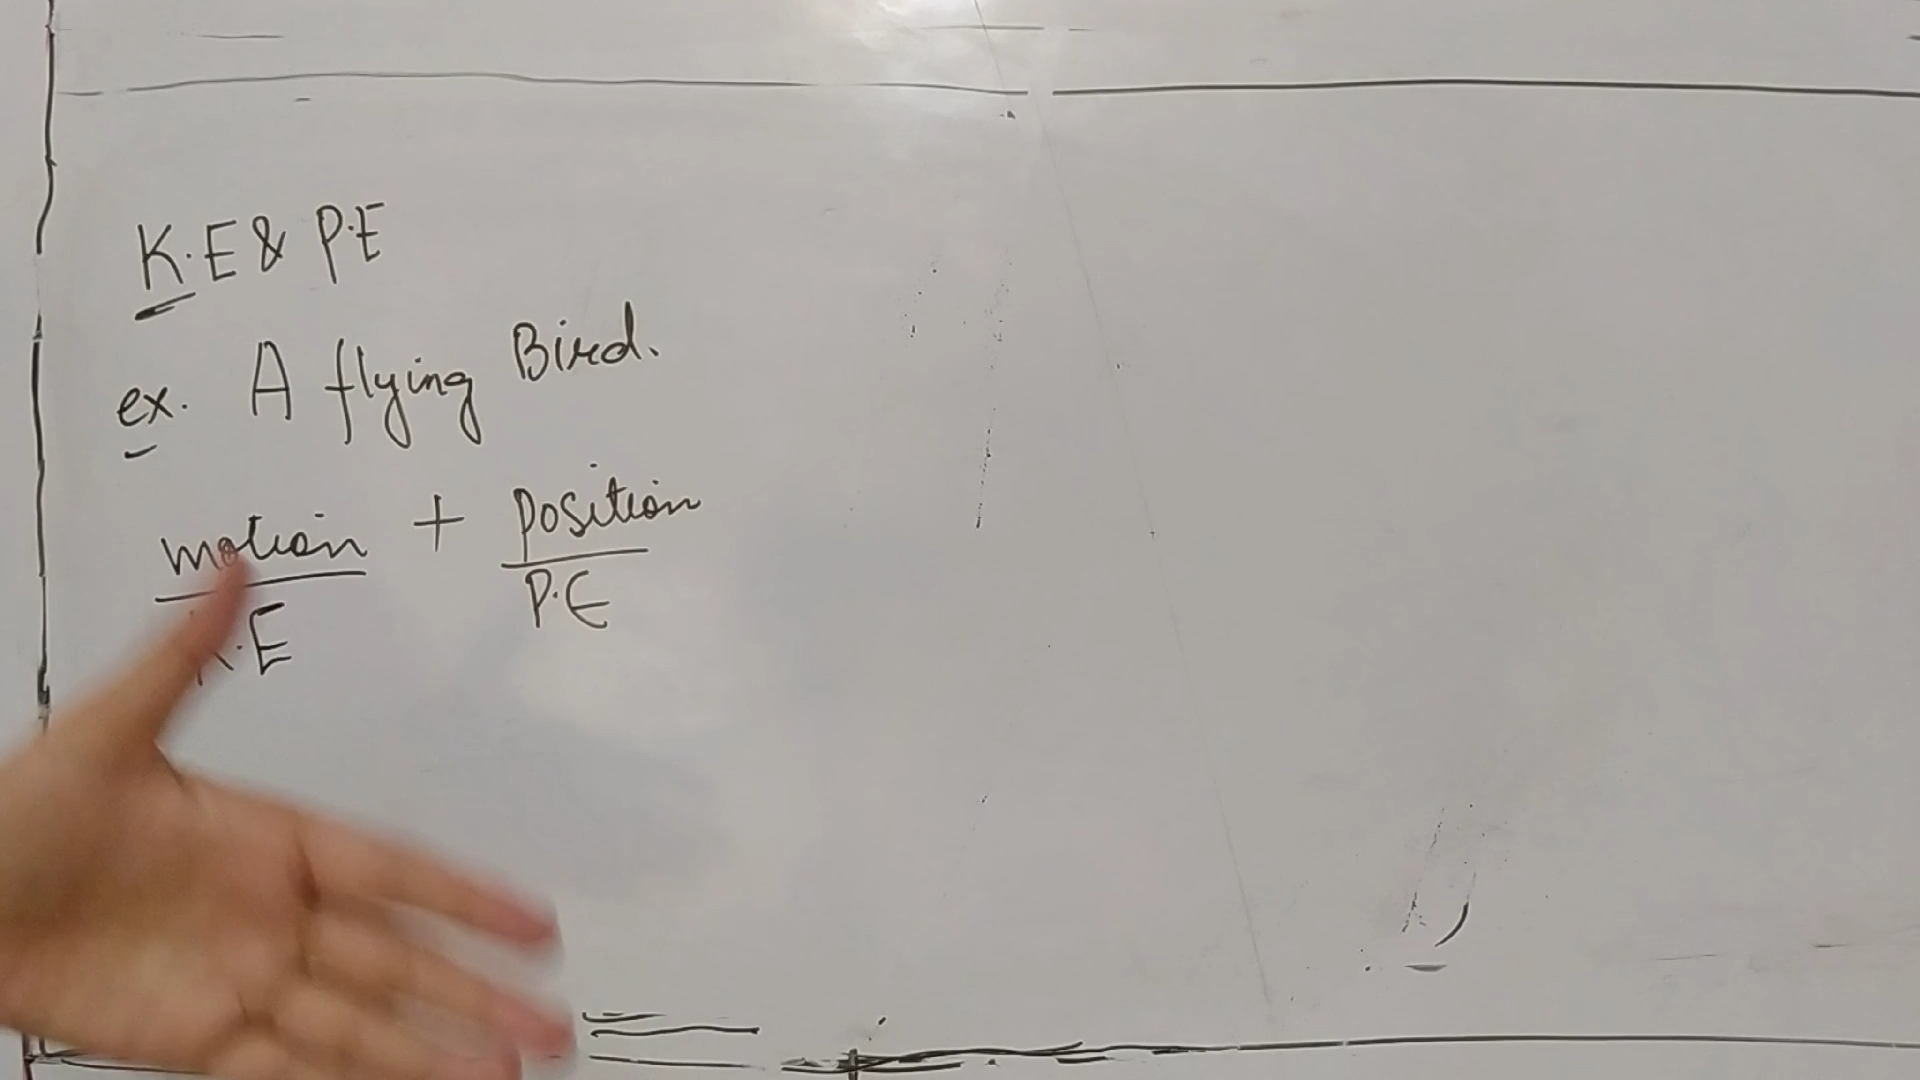 K.E & P.E
ex. A flying Bird.
motion + position
K.E P.E